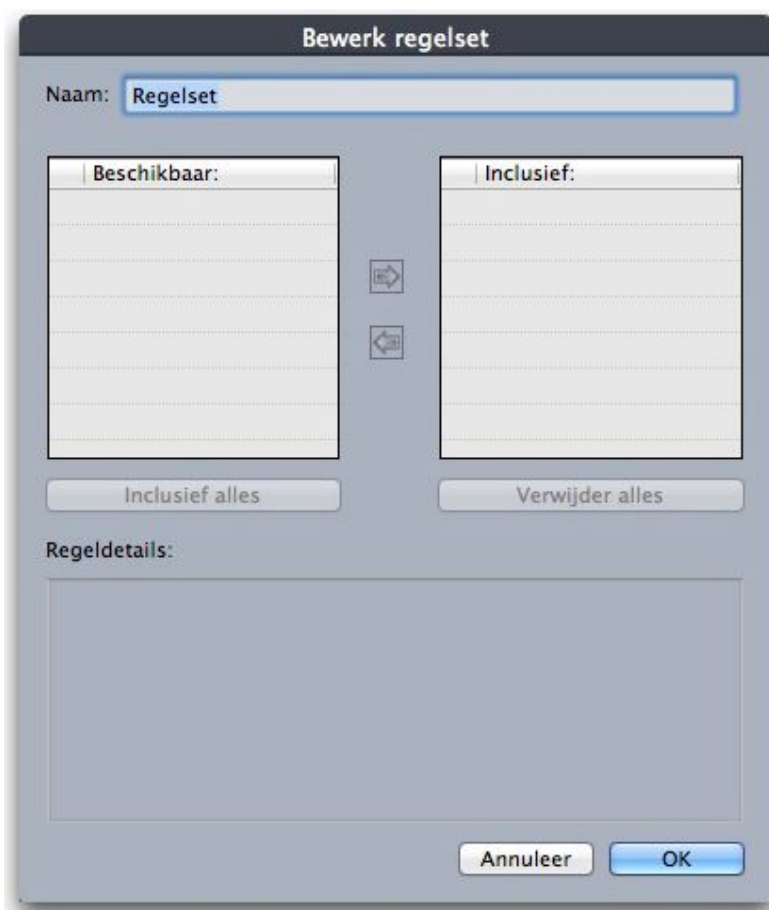 Bewerk regelset
Naam: Regelset
Beschikbaar: Inclusief:
Inclusief alles Verwijder alles
Regeldetails:
Annuleer OK